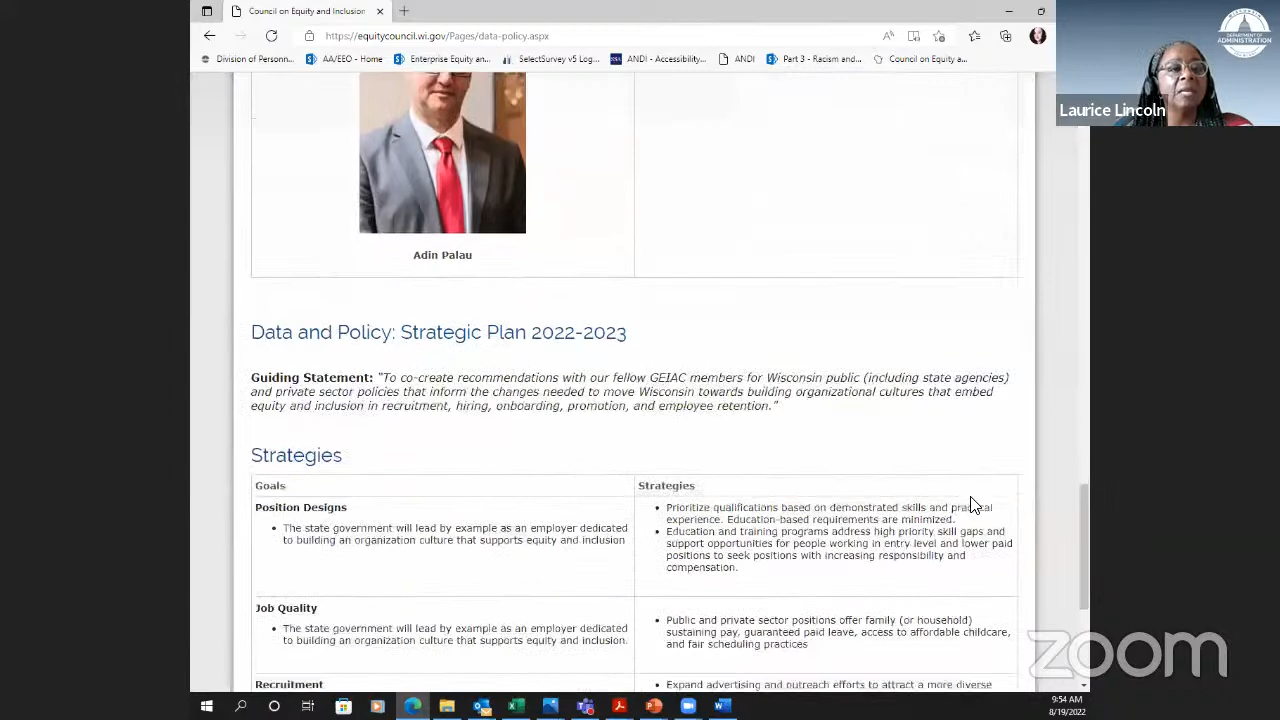 Council on Equity and Inclusion
https://equitycouncil.wi.gov/Pages/data-policy.aspx
Division of Personn...
AA/EEO - Home
Enterprise Equity an...
SelectSurvey v5 Log...
ANDI - Accessibility...
ANDI
Part 3 - Racism and...
Council on Equity a...
WISCONSIN
DEPARTMENT OF
ADMINISTRATION
Laurice Lincoln
Adin Palau
Data and Policy: Strategic Plan 2022-2023
Guiding Statement: "To co-create recommendations with our fellow GEIAC members for Wisconsin public (including state agencies)
and private sector policies that inform the changes needed to move Wisconsin towards building organizational cultures that embed
equity and inclusion in recruitment, hiring, onboarding, promotion, and employee retention."
Strategies
Goals
Strategies
Position Designs
• The state government will lead by example as an employer dedicated
to building an organization culture that supports equity and inclusion
• Prioritize qualifications based on demonstrated skills and practical
experience. Education-based requirements are minimized.
• Education and training programs address high priority skill gaps and
support opportunities for people working in entry level and lower paid
positions to seek positions with increasing responsibility and
compensation.
Job Quality
• The state government will lead by example as an employer dedicated
to building an organization culture that supports equity and inclusion.
• Public and private sector positions offer family (or household)
sustaining pay, guaranteed paid leave, access to affordable childcare,
and fair scheduling practices
Recruitment
• Expand advertising and outreach efforts to attract a more diverse
zoom
9:54 AM
8/19/2022